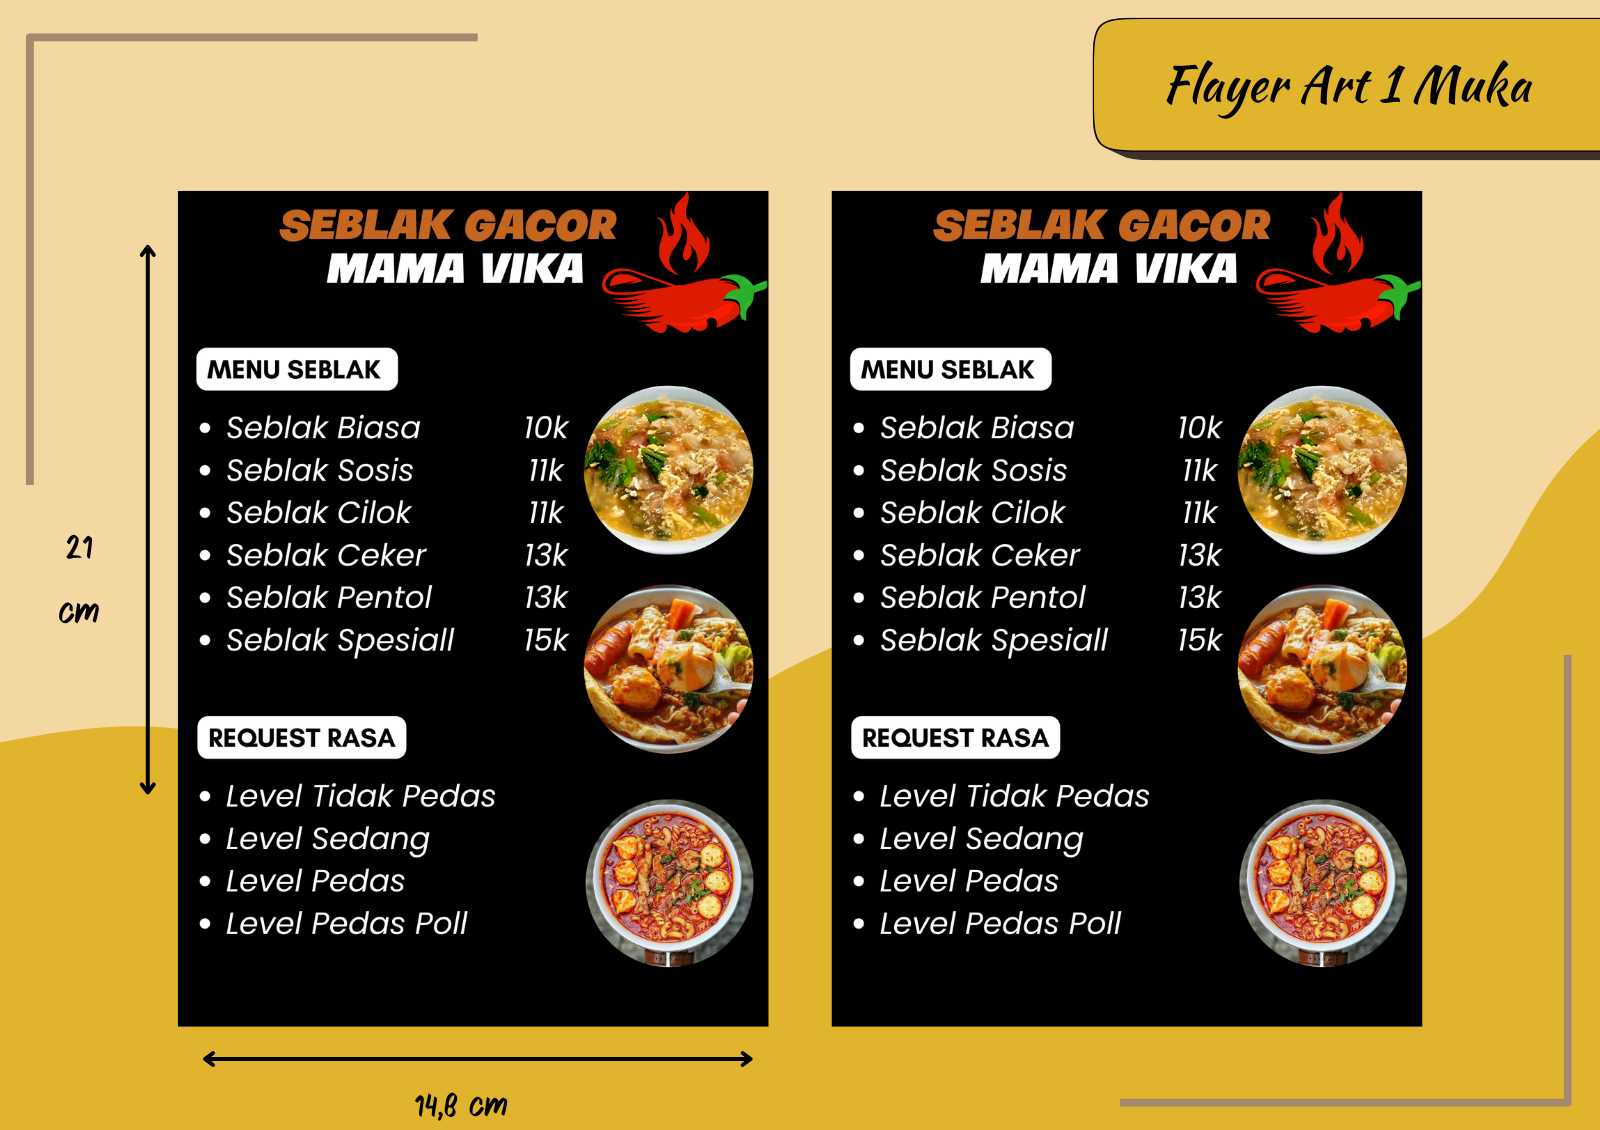 Flayer Art 1 Muka
SEBLAK GACOR
MAMA VIKA
MENU SEBLAK
• Seblak Biasa 10k
• Seblak Sosis 11k
• Seblak Cilok 11k
• Seblak Ceker 13k
• Seblak Pentol 13k
• Seblak Spesiall 15k
REQUEST RASA
• Level Tidak Pedas
• Level Sedang
• Level Pedas
• Level Pedas Poll
SEBLAK GACOR
MAMA VIKA
MENU SEBLAK
• Seblak Biasa 10k
• Seblak Sosis 11k
• Seblak Cilok 11k
• Seblak Ceker 13k
• Seblak Pentol 13k
• Seblak Spesiall 15k
REQUEST RASA
• Level Tidak Pedas
• Level Sedang
• Level Pedas
• Level Pedas Poll
21
cm
14,8 cm